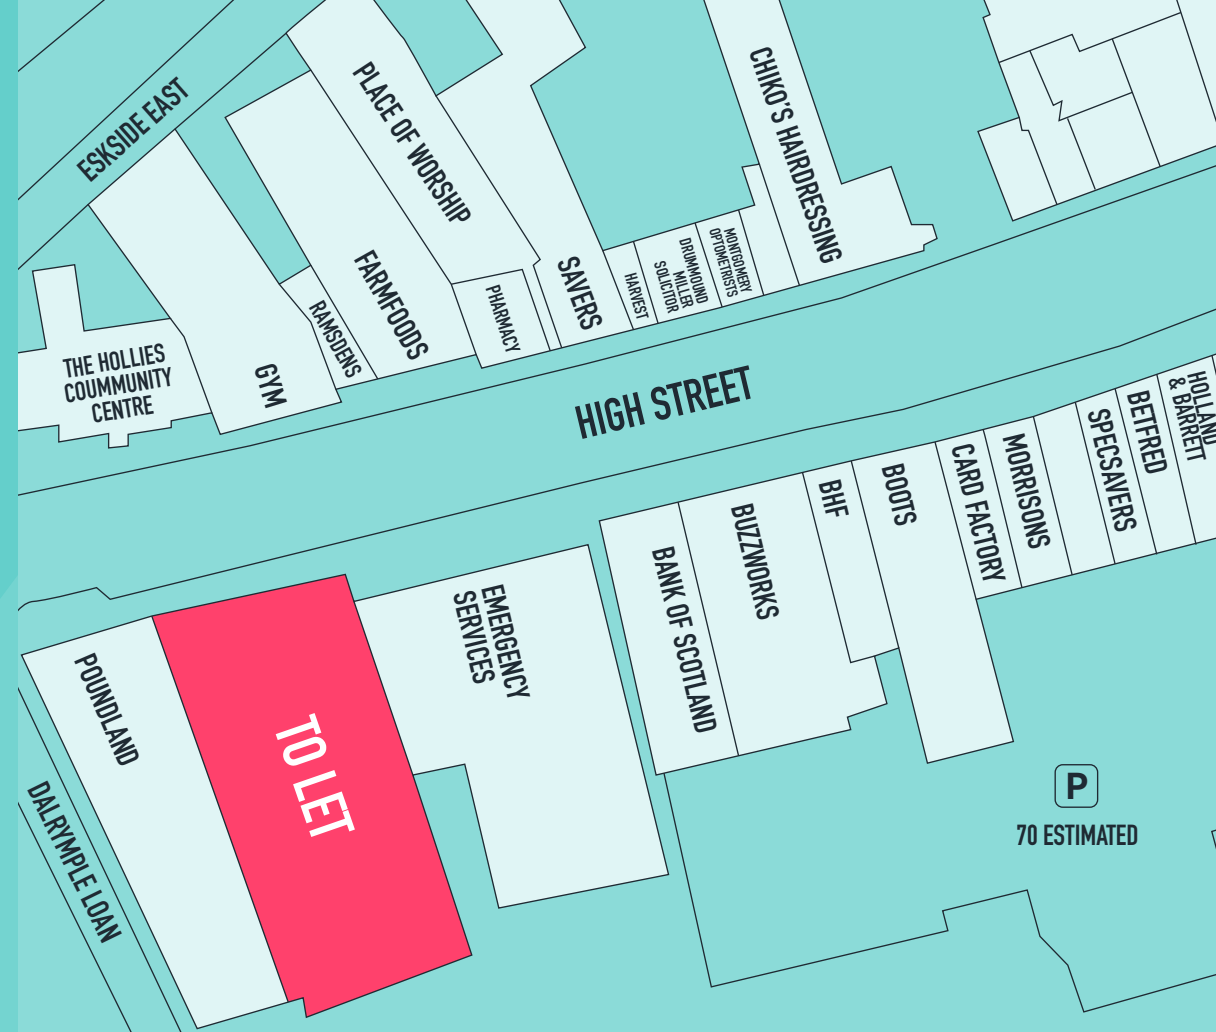 ESKSIDE EAST
PLACE OF WORSHIP
CHIKO'S HAIRDRESSING
THE HOLLIES
COUMMUNITY
CENTRE
GYM
RAMSDENS
FARMFOODS
PHARMACY
SAVERS
HARVEST
DRUMMOUND
MILLER
SOLICITOR
MONTGOMERY
OPTOMETRISTS
HIGH STREET
POUNDLAND
TO LET
EMERGENCY
SERVICES
BANK OF SCOTLAND
BUZZWORKS
BHF
BOOTS
CARD FACTORY
MORRISONS
SPECSAVERS
BETFRED
HOLLAND
& BARRETT
DALRYMPLE LOAN
P
70 ESTIMATED